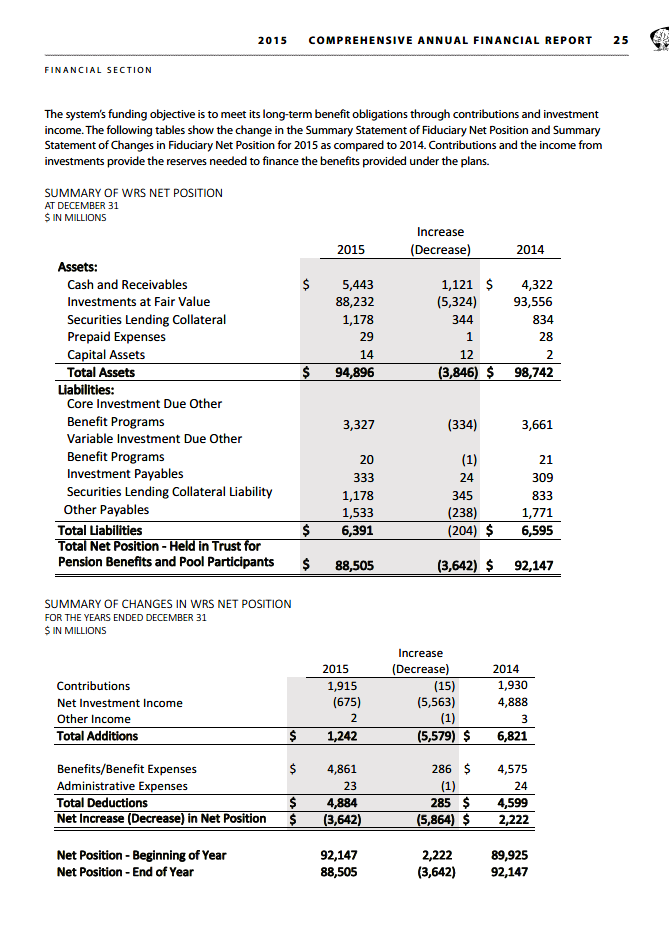 2015 COMPREHENSIVE ANNUAL FINANCIAL REPORT 25
FINANCIAL SECTION
The system's funding objective is to meet its long-term benefit obligations through contributions and investment
income. The following tables show the change in the Summary Statement of Fiduciary Net Position and Summary
Statement of Changes in Fiduciary Net Position for 2015 as compared to 2014. Contributions and the income from
investments provide the reserves needed to finance the benefits provided under the plans.
SUMMARY OF WRS NET POSITION
AT DECEMBER 31
$ IN MILLIONS
Increase
2015 (Decrease) 2014
Assets:
Cash and Receivables $ 5,443 1,121 $ 4,322
Investments at Fair Value 88,232 (5,324) 93,556
Securities Lending Collateral 1,178 344 834
Prepaid Expenses 29 1 28
Capital Assets 14 12 2
Total Assets $ 94,896 (3,846) $ 98,742
Liabilities:
Core Investment Due Other
Benefit Programs 3,327 (334) 3,661
Variable Investment Due Other
Benefit Programs 20 (1) 21
Investment Payables 333 24 309
Securities Lending Collateral Liability 1,178 345 833
Other Payables 1,533 (238) 1,771
Total Liabilities $ 6,391 (204) $ 6,595
Total Net Position - Held in Trust for
Pension Benefits and Pool Participants $ 88,505 (3,642) $ 92,147
SUMMARY OF CHANGES IN WRS NET POSITION
FOR THE YEARS ENDED DECEMBER 31
$ IN MILLIONS
Increase
2015 (Decrease) 2014
Contributions 1,915 (15) 1,930
Net Investment Income (675) (5,563) 4,888
Other Income 2 (1) 3
Total Additions $ 1,242 (5,579) $ 6,821
Benefits/Benefit Expenses $ 4,861 286 $ 4,575
Administrative Expenses 23 (1) 24
Total Deductions $ 4,884 285 $ 4,599
Net Increase (Decrease) in Net Position $ (3,642) (5,864) $ 2,222
Net Position - Beginning of Year 92,147 2,222 89,925
Net Position - End of Year 88,505 (3,642) 92,147